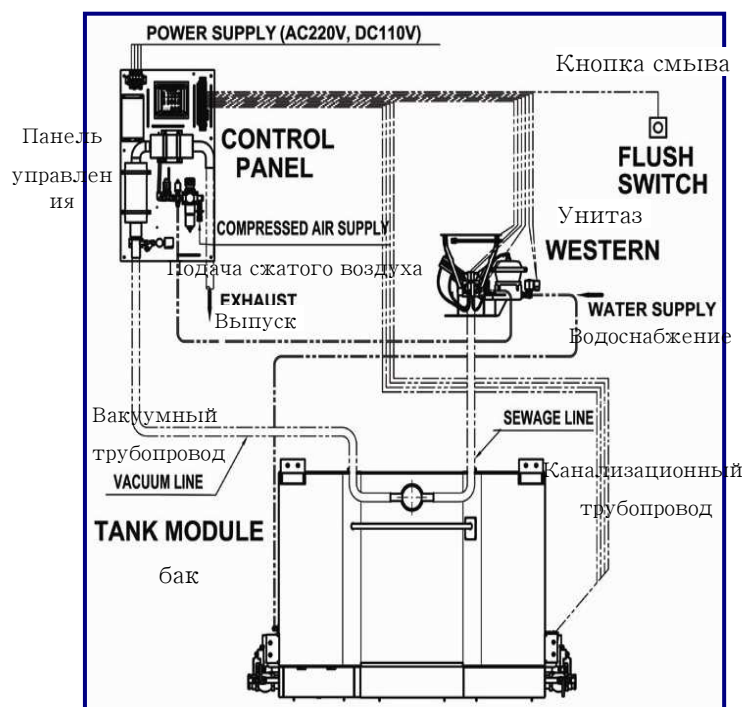 POWER SUPPLY (AC220V, DC110V)
Кнопка смыва
Панель
управлен
ия
CONTROL
PANEL
FLUSH
SWITCH
Унитаз
COMPRESSED AIR SUPPLY
WESTERN
Подача сжатого воздуха
EXHAUST
Выпуск
WATER SUPPLY
Водоснабжение
Вакуумный
трубопровод
SEWAGE LINE
VACUUM LINE
Канализационный
трубопровод
TANK MODULE
бак